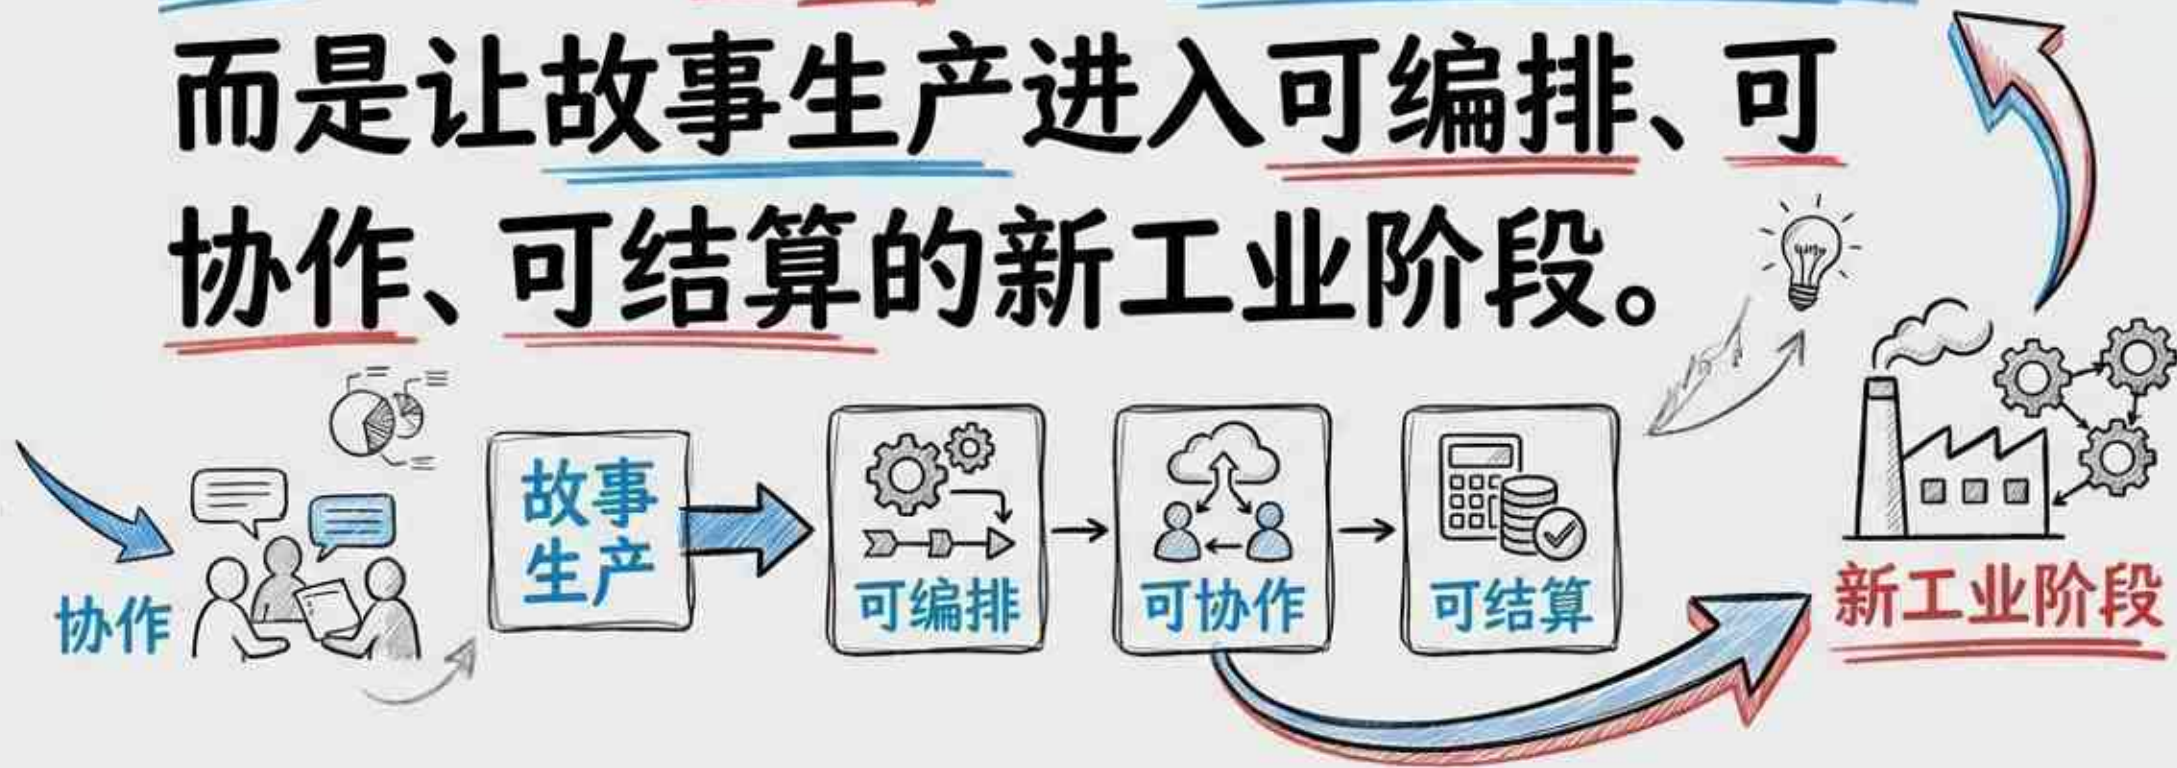 而是让故事生产进入可编排、可
协作、可结算的新工业阶段。
协作
故事
生产
可编排
可协作
可结算
新工业阶段